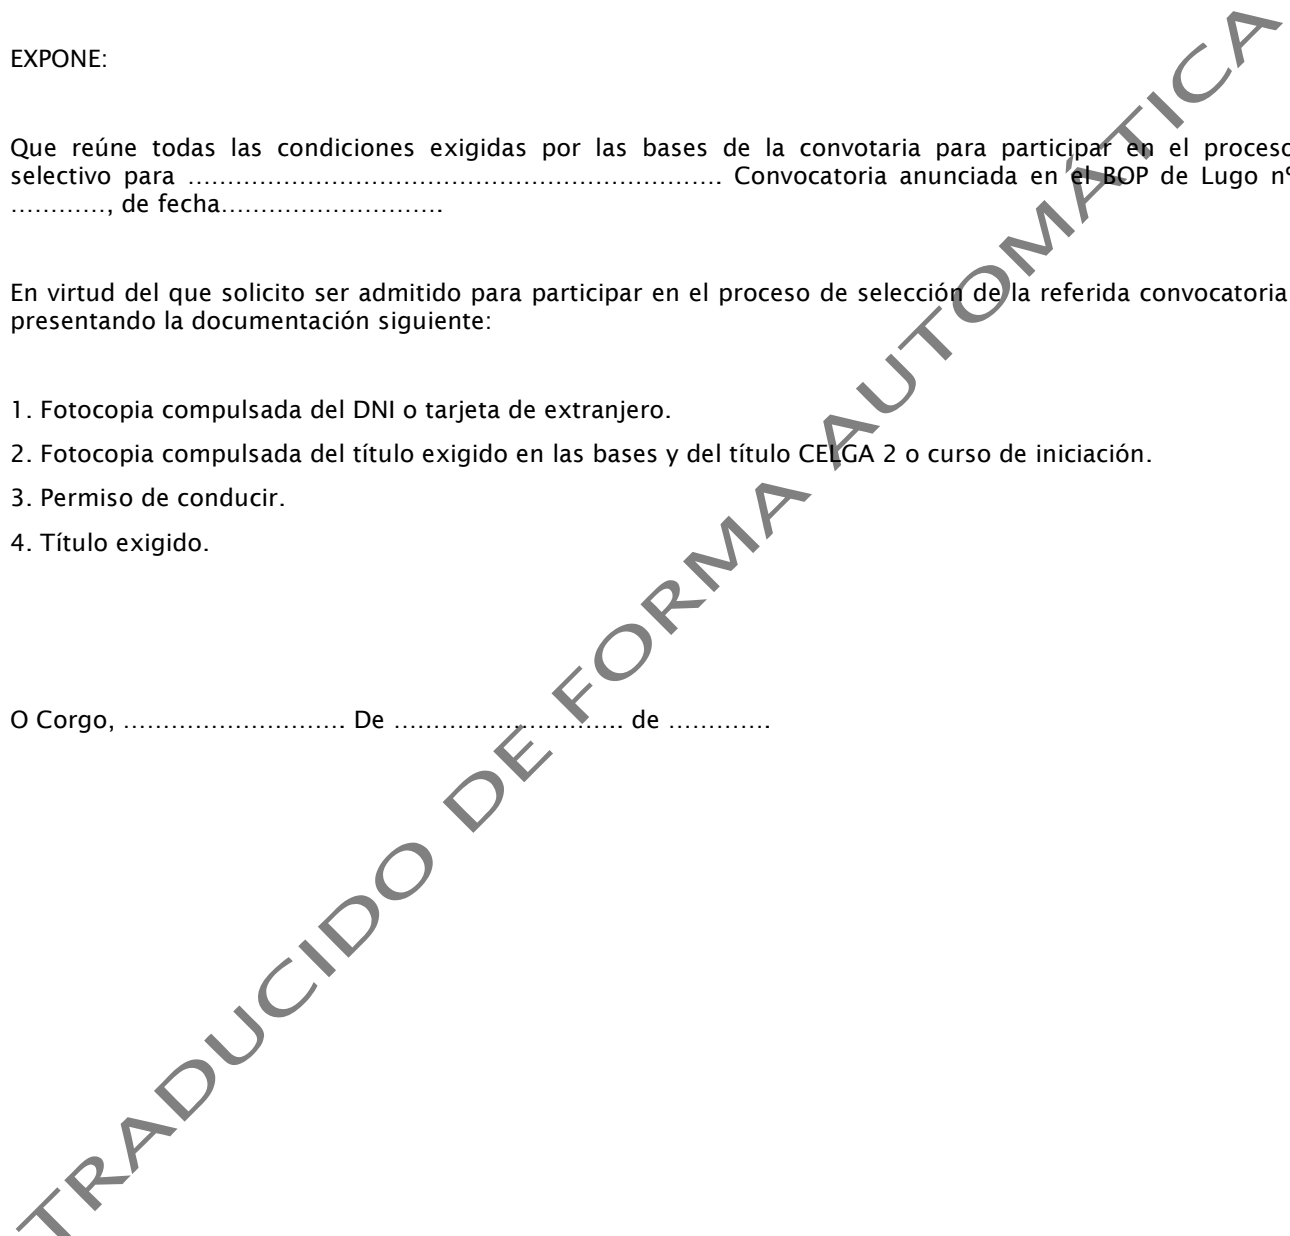 EXPONE:
Que reúne todas las condiciones exigidas por las bases de la convotaria para participar en el proceso
selectivo para …………………………………………………………. Convocatoria anunciada en el BOP de Lugo nº
…………, de fecha……………………….
En virtud del que solicito ser admitido para participar en el proceso de selección de la referida convocatoria
presentando la documentación siguiente:
1. Fotocopia compulsada del DNI o tarjeta de extranjero.
2. Fotocopia compulsada del título exigido en las bases y del título CELGA 2 o curso de iniciación.
3. Permiso de conducir.
4. Título exigido.
O Corgo, ………………………. De ……………………….. de ………….
TRADUCIDO DE FORMA AUTOMÁTICA